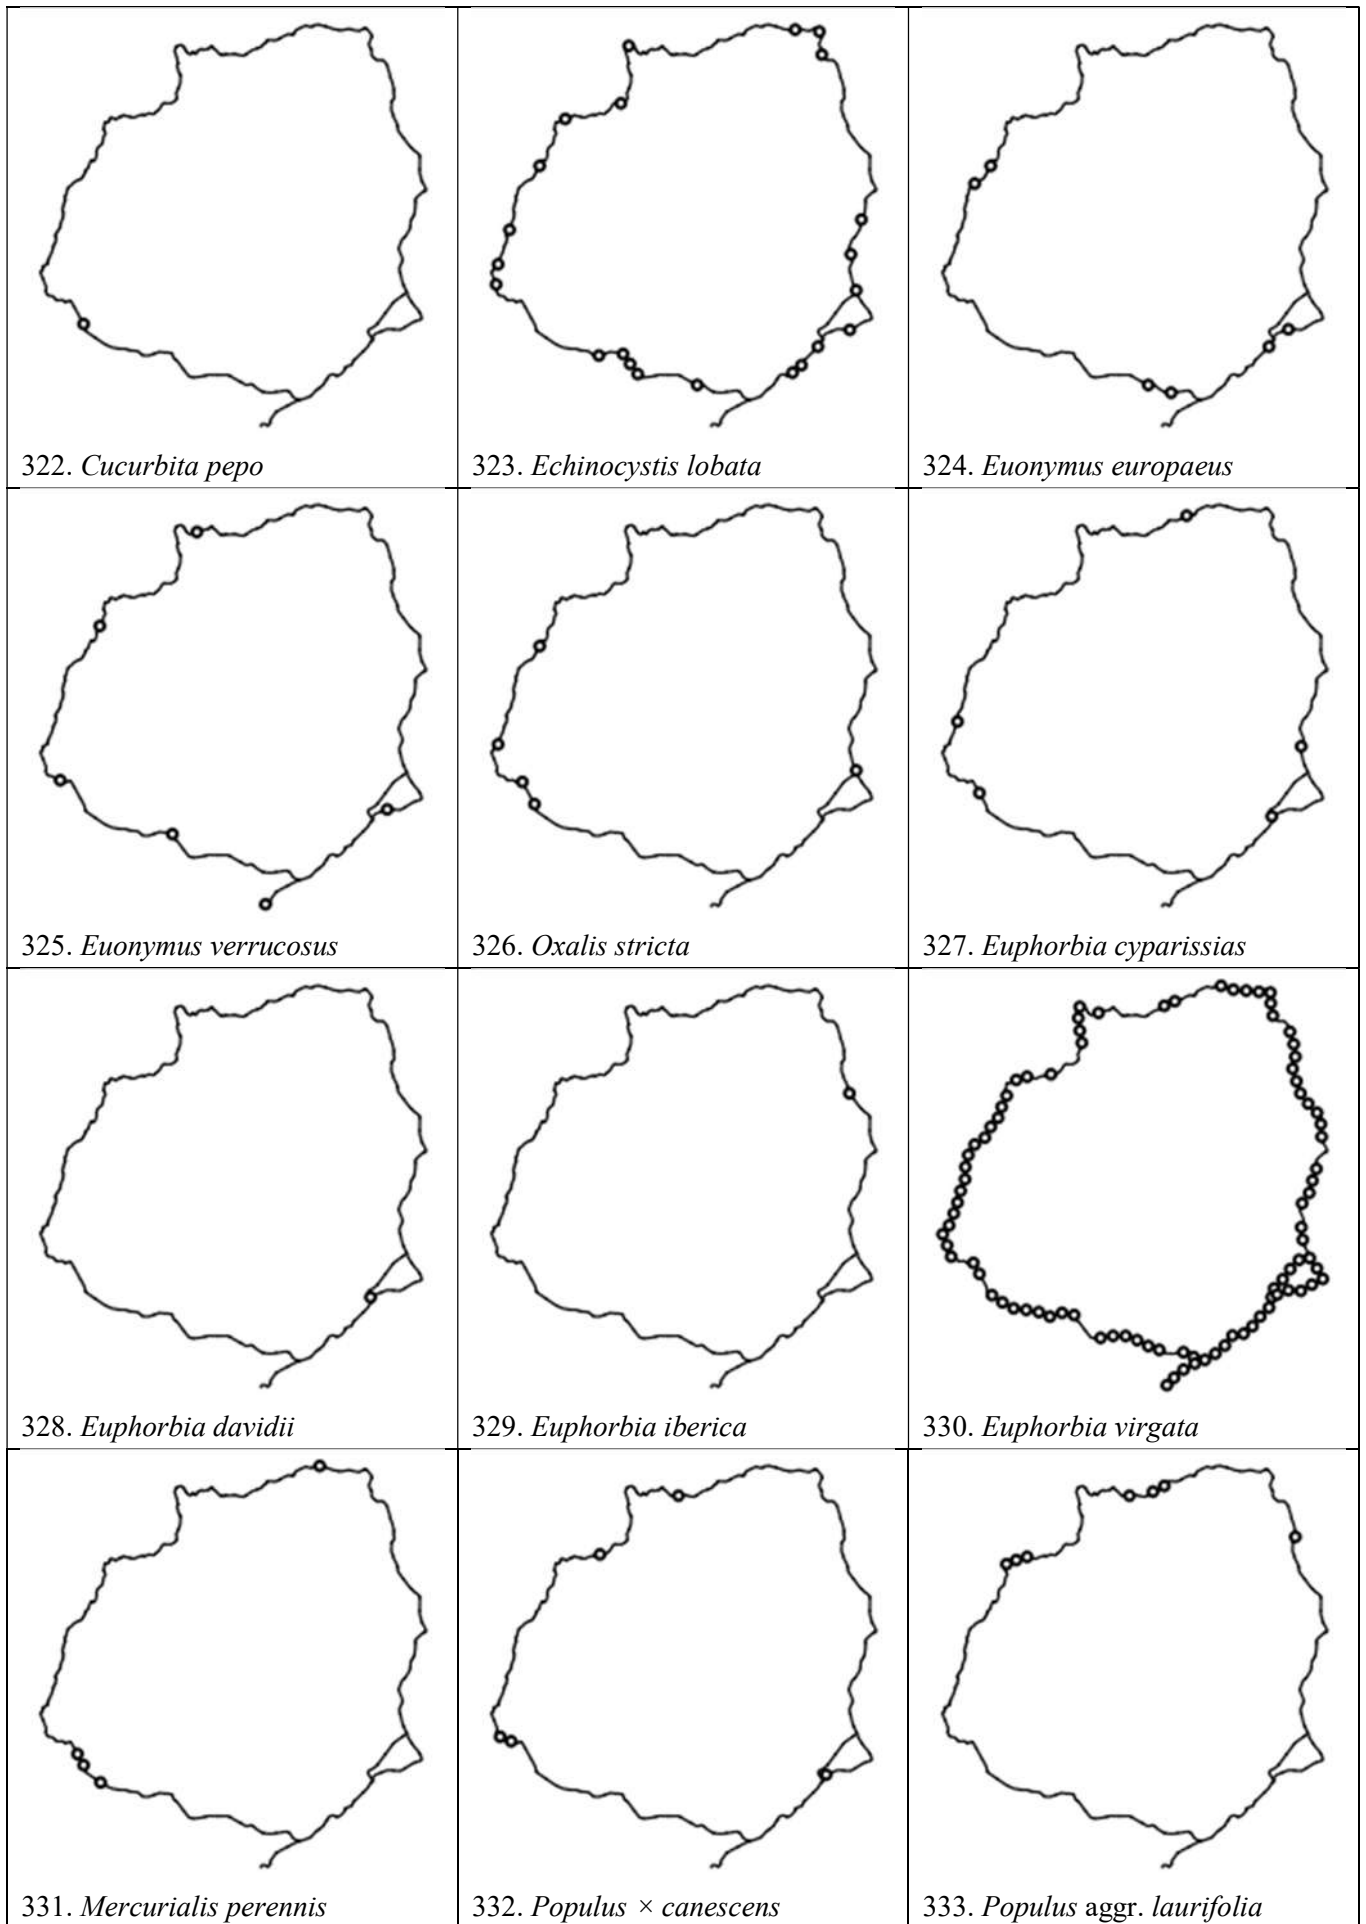 322. Cucurbita pepo
323. Echinocystis lobata
324. Euonymus europaeus
325. Euonymus verrucosus
326. Oxalis stricta
327. Euphorbia cyparissias
328. Euphorbia davidii
329. Euphorbia iberica
330. Euphorbia virgata
331. Mercurialis perennis
332. Populus × canescens
333. Populus aggr. laurifolia